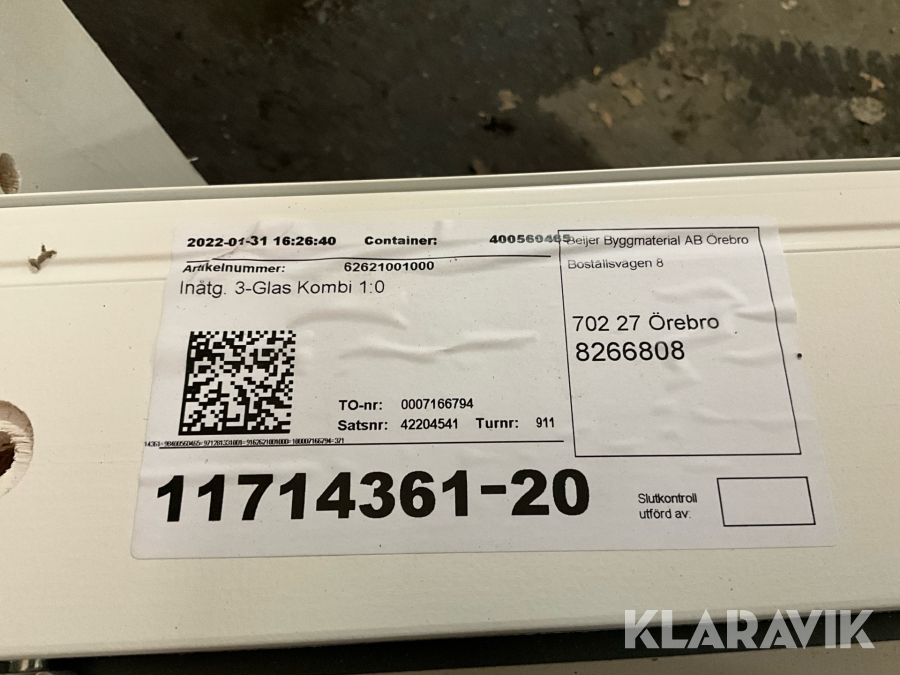 2022-01-31 16:26:40 Container: 400560465
Artikelnummer: 62621001000
Inåtg. 3-Glas Kombi 1:0
Beijer Byggmaterial AB Örebro
Boställsvägen 8
702 27 Örebro
8266808
TO-nr: 0007166794
Satsnr: 42204541 Turnr: 911
11714361-20
Slutkontroll
utförd av:
KLARAVIK